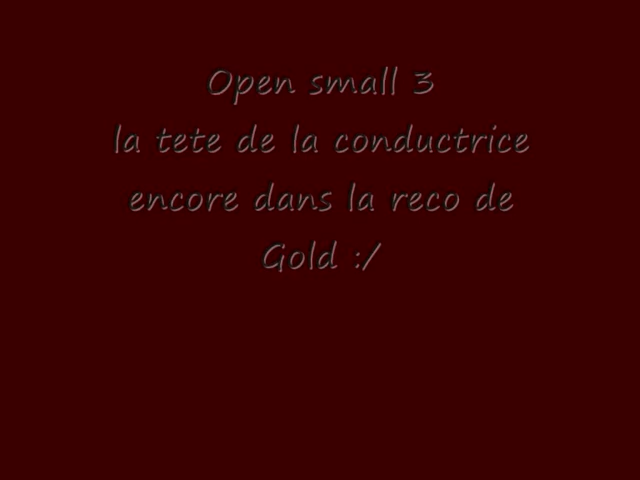 Open small 3
la tete de la conductrice
encore dans la reco de
Gold :/